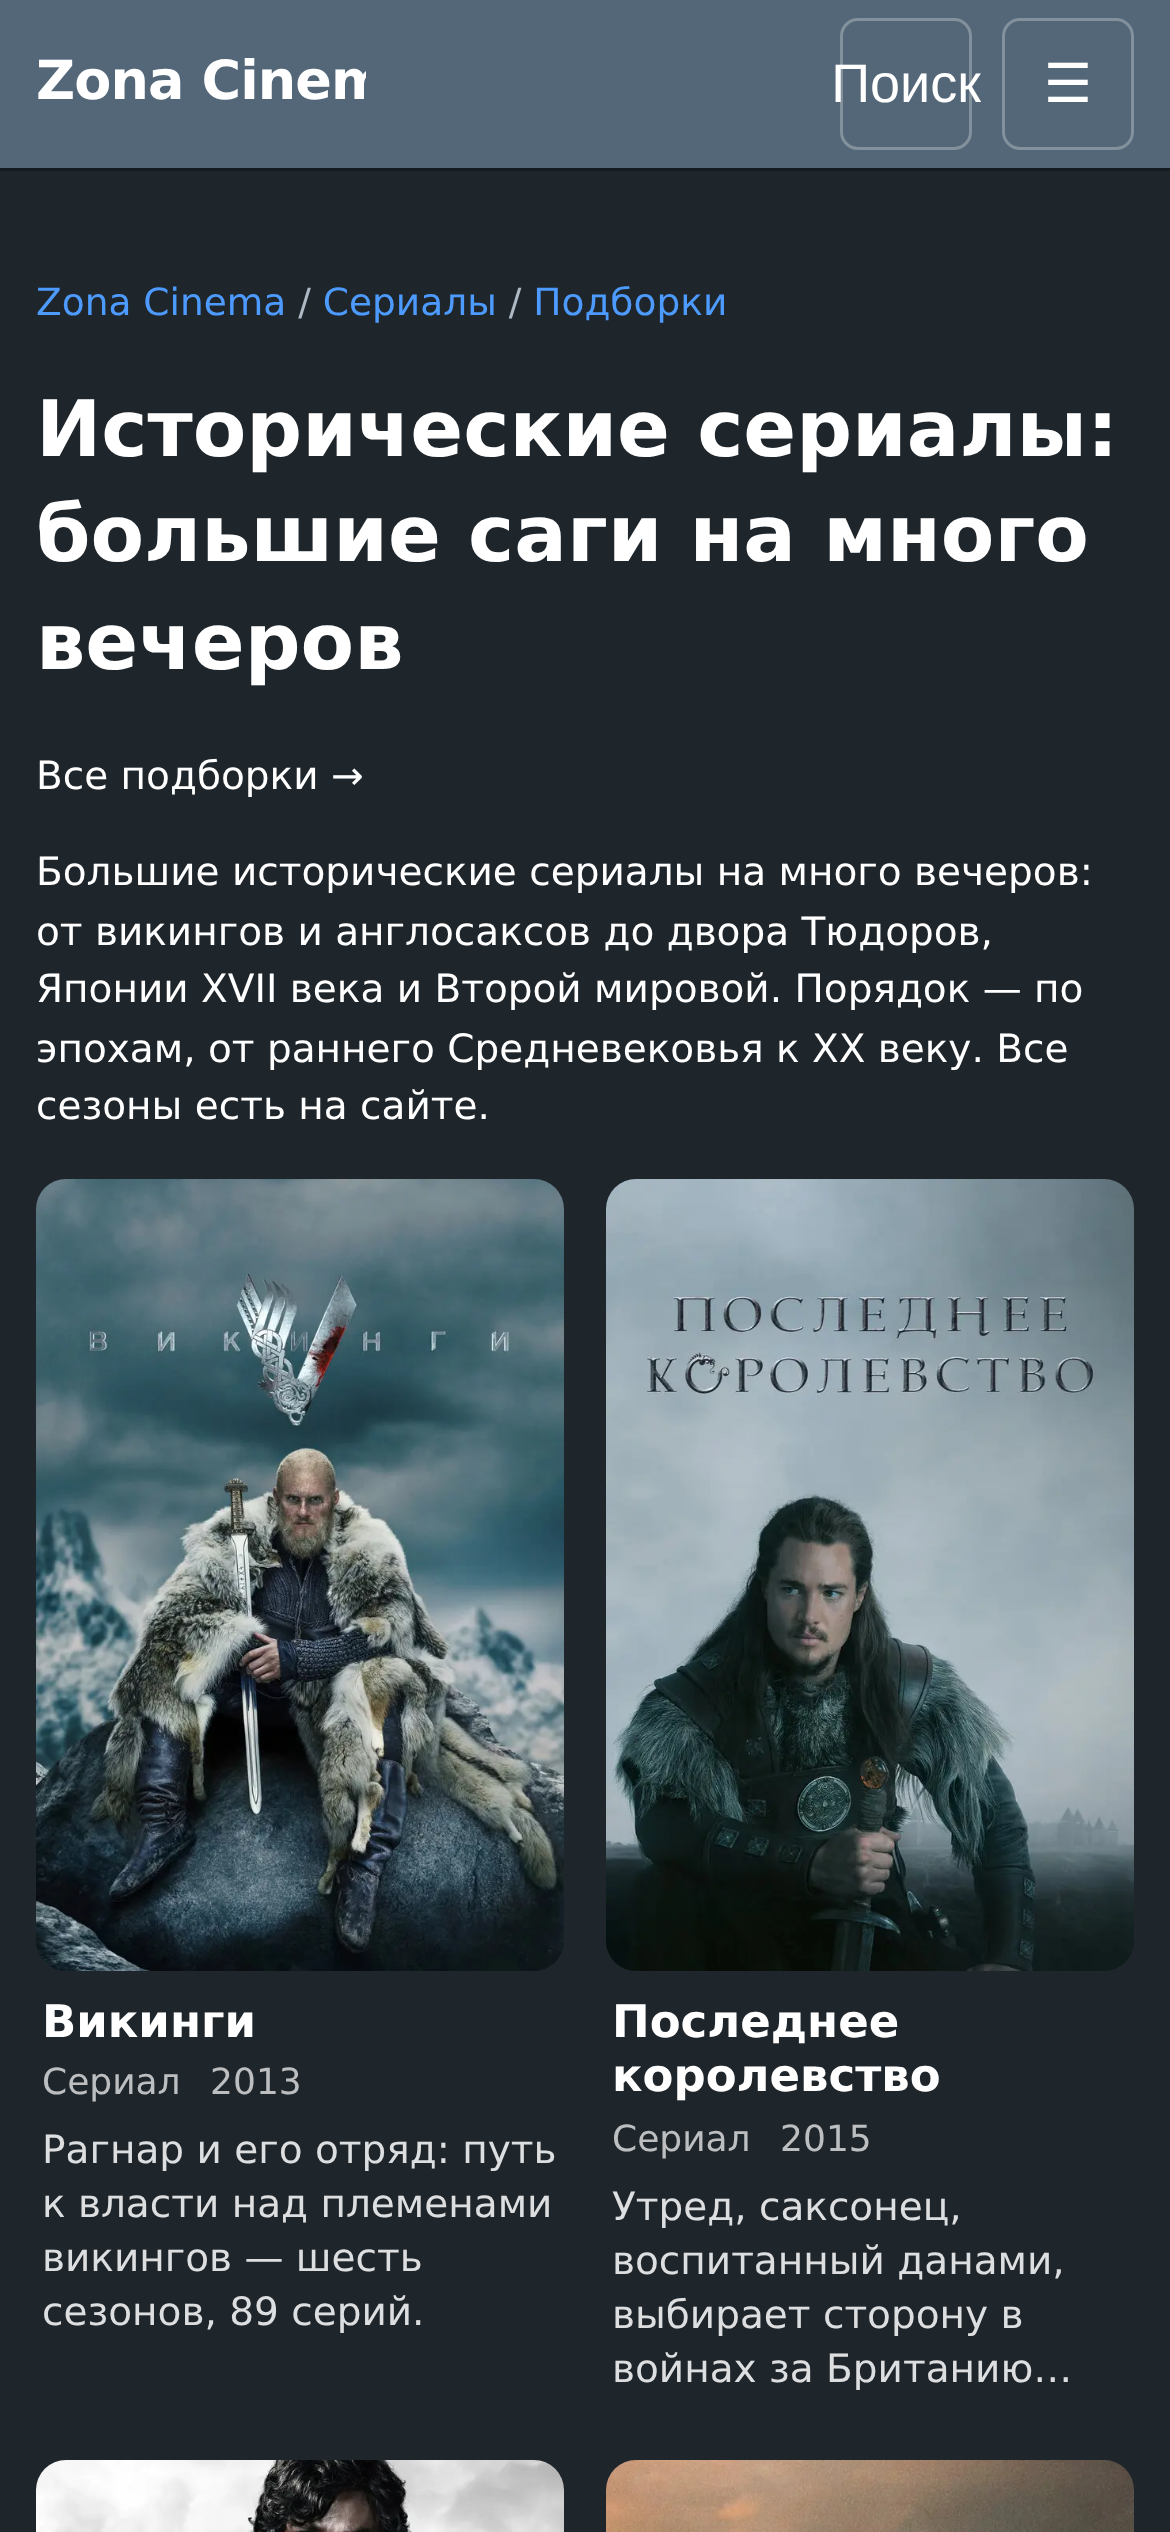 Zona Cinem
Поиск
☰
Zona Cinema / Сериалы / Подборки
Исторические сериалы:
большие саги на много
вечеров
Все подборки →
Большие исторические сериалы на много вечеров:
от викингов и англосаксов до двора Тюдоров,
Японии XVII века и Второй мировой. Порядок — по
эпохам, от раннего Средневековья к XX веку. Все
сезоны есть на сайте.
ВИКИНГИ
ПОСЛЕДНЕЕ
КОРОЛЕВСТВО
Викинги
Сериал 2013
Рагнар и его отряд: путь
к власти над племенами
викингов — шесть
сезонов, 89 серий.
Последнее
королевство
Сериал 2015
Утред, саксонец,
воспитанный данами,
выбирает сторону в
войнах за Британию…